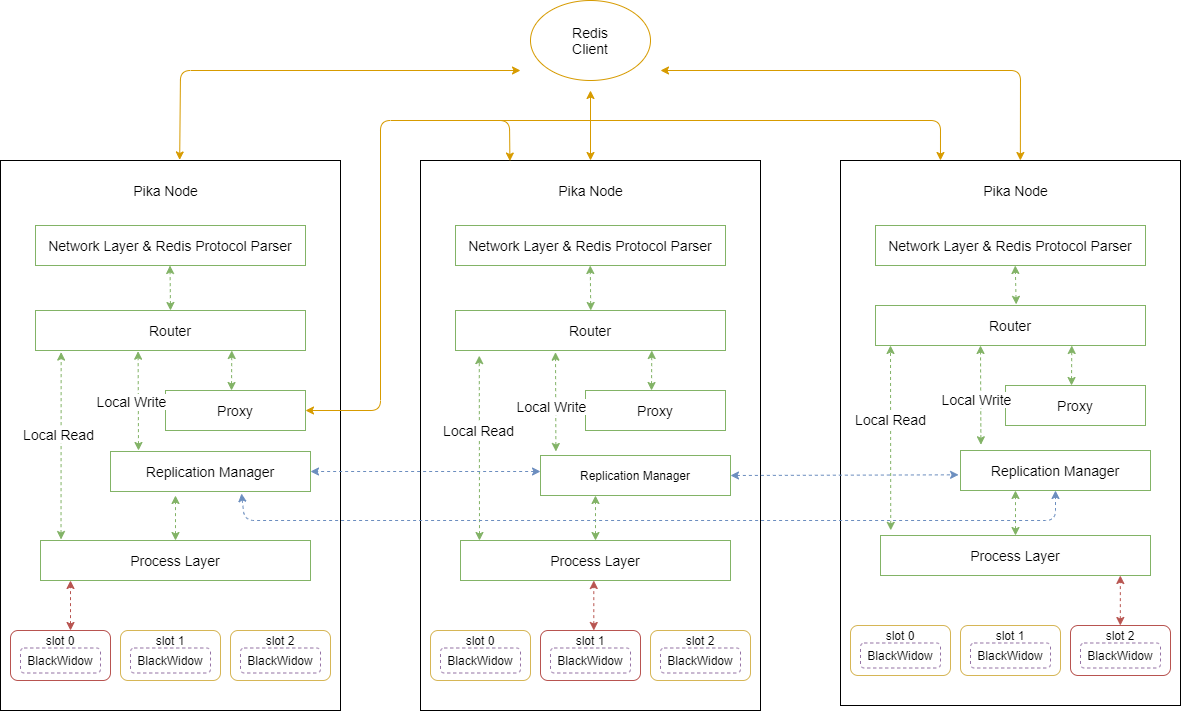 Redis
Client
Pika Node
Network Layer & Redis Protocol Parser
Router
Local Write
Proxy
Local Read
Replication Manager
Process Layer
slot 0
BlackWidow
slot 1
BlackWidow
slot 2
BlackWidow
Pika Node
Network Layer & Redis Protocol Parser
Router
Local Write
Proxy
Local Read
Replication Manager
Process Layer
slot 0
BlackWidow
slot 1
BlackWidow
slot 2
BlackWidow
Pika Node
Network Layer & Redis Protocol Parser
Router
Local Write
Proxy
Local Read
Replication Manager
Process Layer
slot 0
BlackWidow
slot 1
BlackWidow
slot 2
BlackWidow